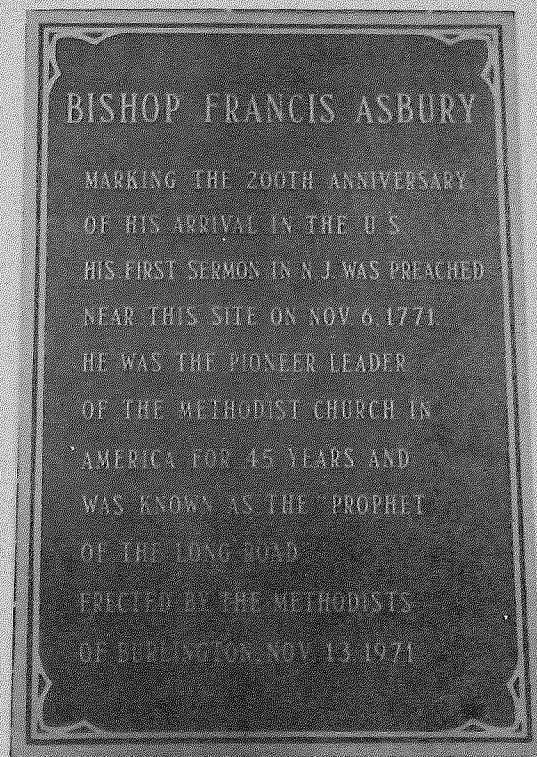 BISHOP FRANCIS ASBURY
MARKING THE 200TH ANNIVERSARY
OF HIS ARRIVAL IN THE U S
HIS FIRST SERMON IN N.J. WAS PREACHED
NEAR THIS SITE ON NOV. 6, 1771.
HE WAS THE PIONEER LEADER
OF THE METHODIST CHURCH IN
AMERICA FOR 45 YEARS AND
WAS KNOWN AS THE "PROPHET
OF THE LONG ROAD"
ERECTED BY THE METHODISTS
OF BURLINGTON, NOV. 13 1971